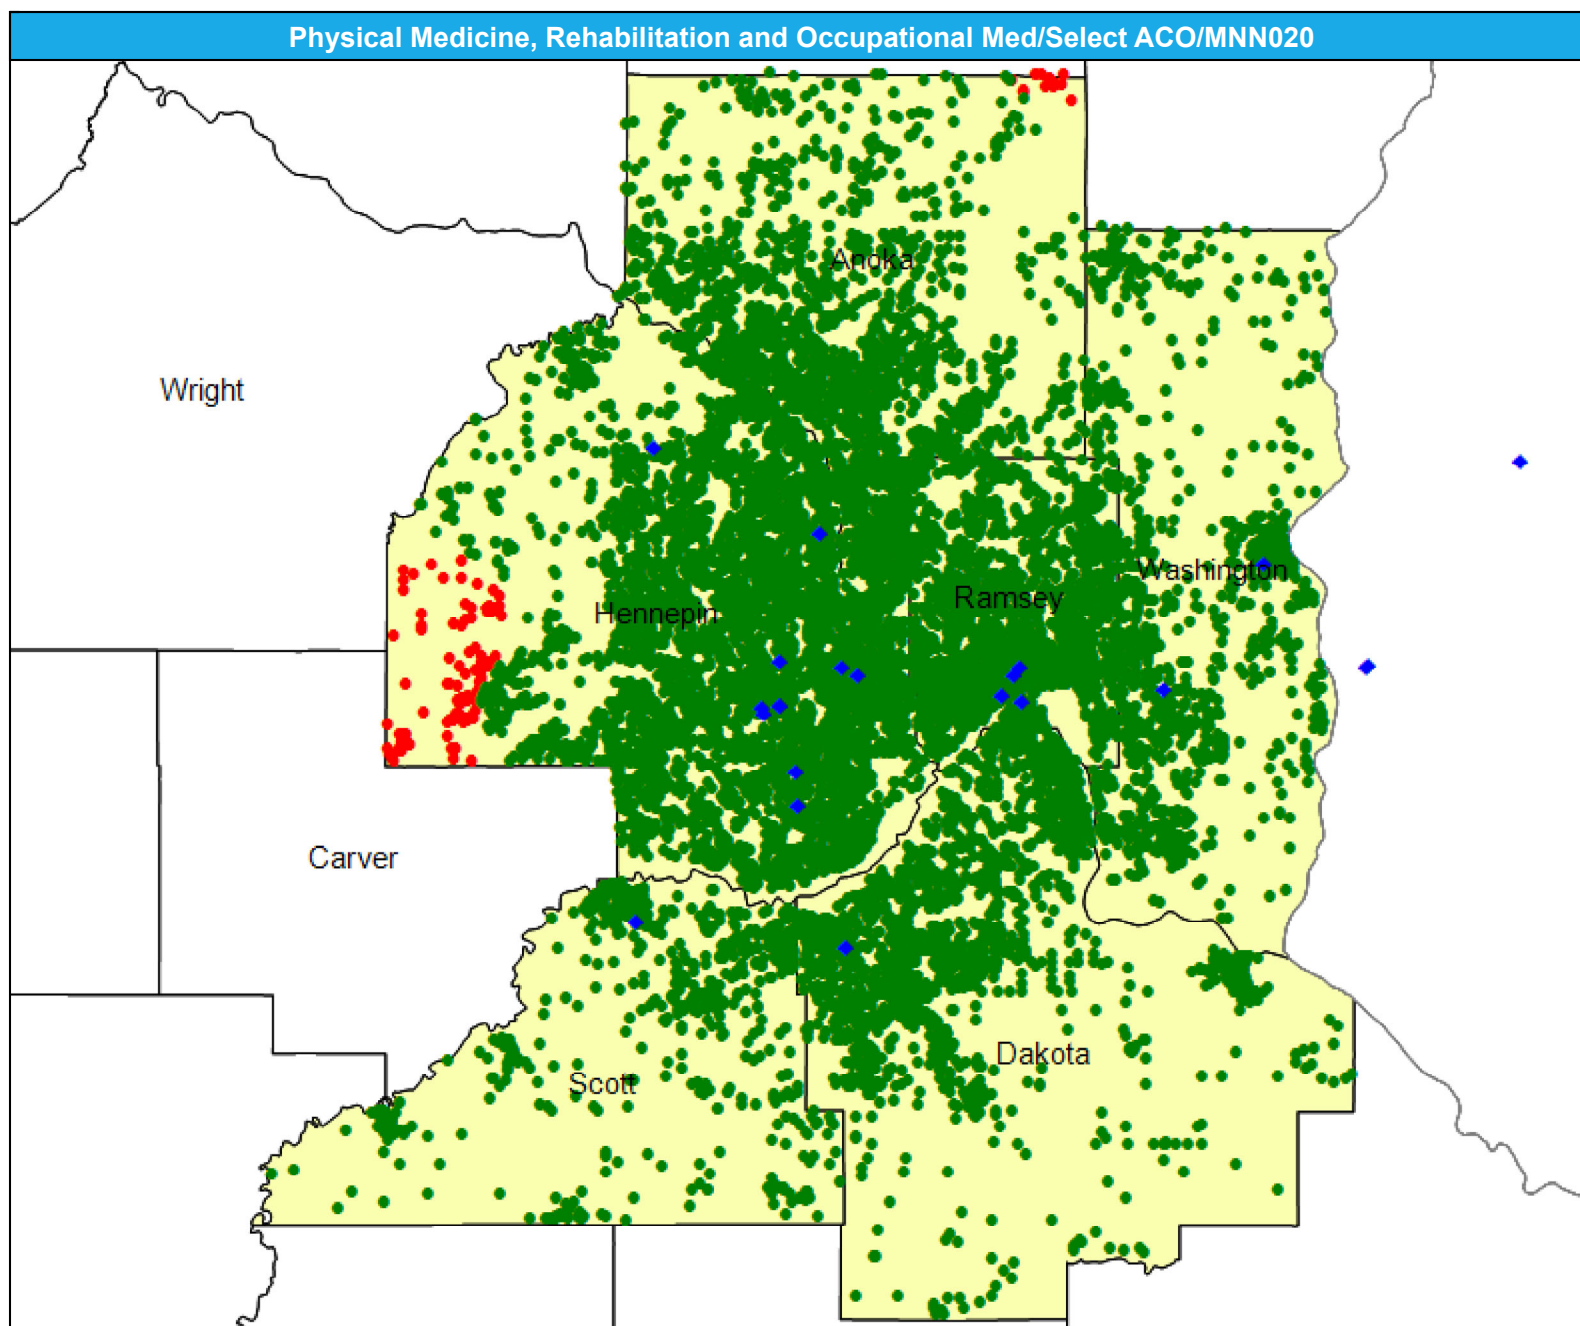 Physical Medicine, Rehabilitation and Occupational Med/Select ACO/MNN020
Anoka
Wright
Washington
Ramsey
Hennepin
Carver
Dakota
Scott